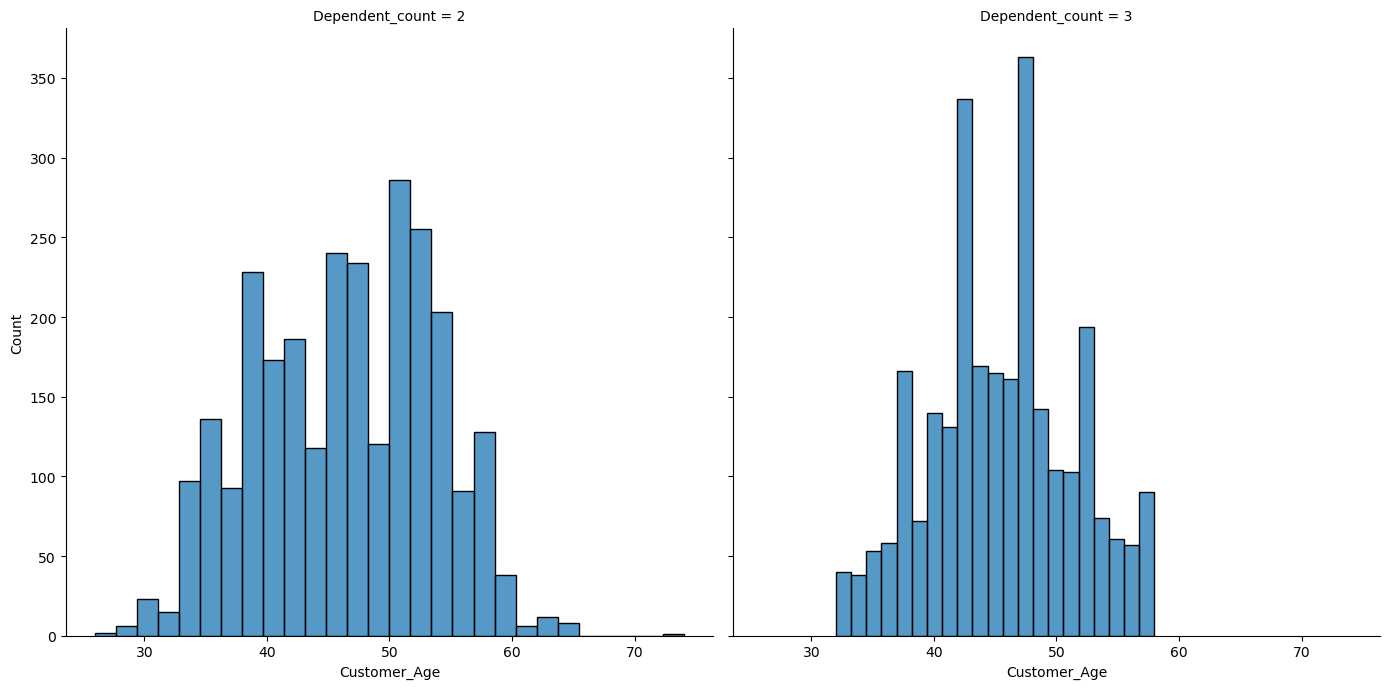 Dependent_count = 2
Dependent_count = 3
350
300
250
200
150
100
50
0
Count
30 40 50 60 70
30 40 50 60 70
Customer_Age
Customer_Age